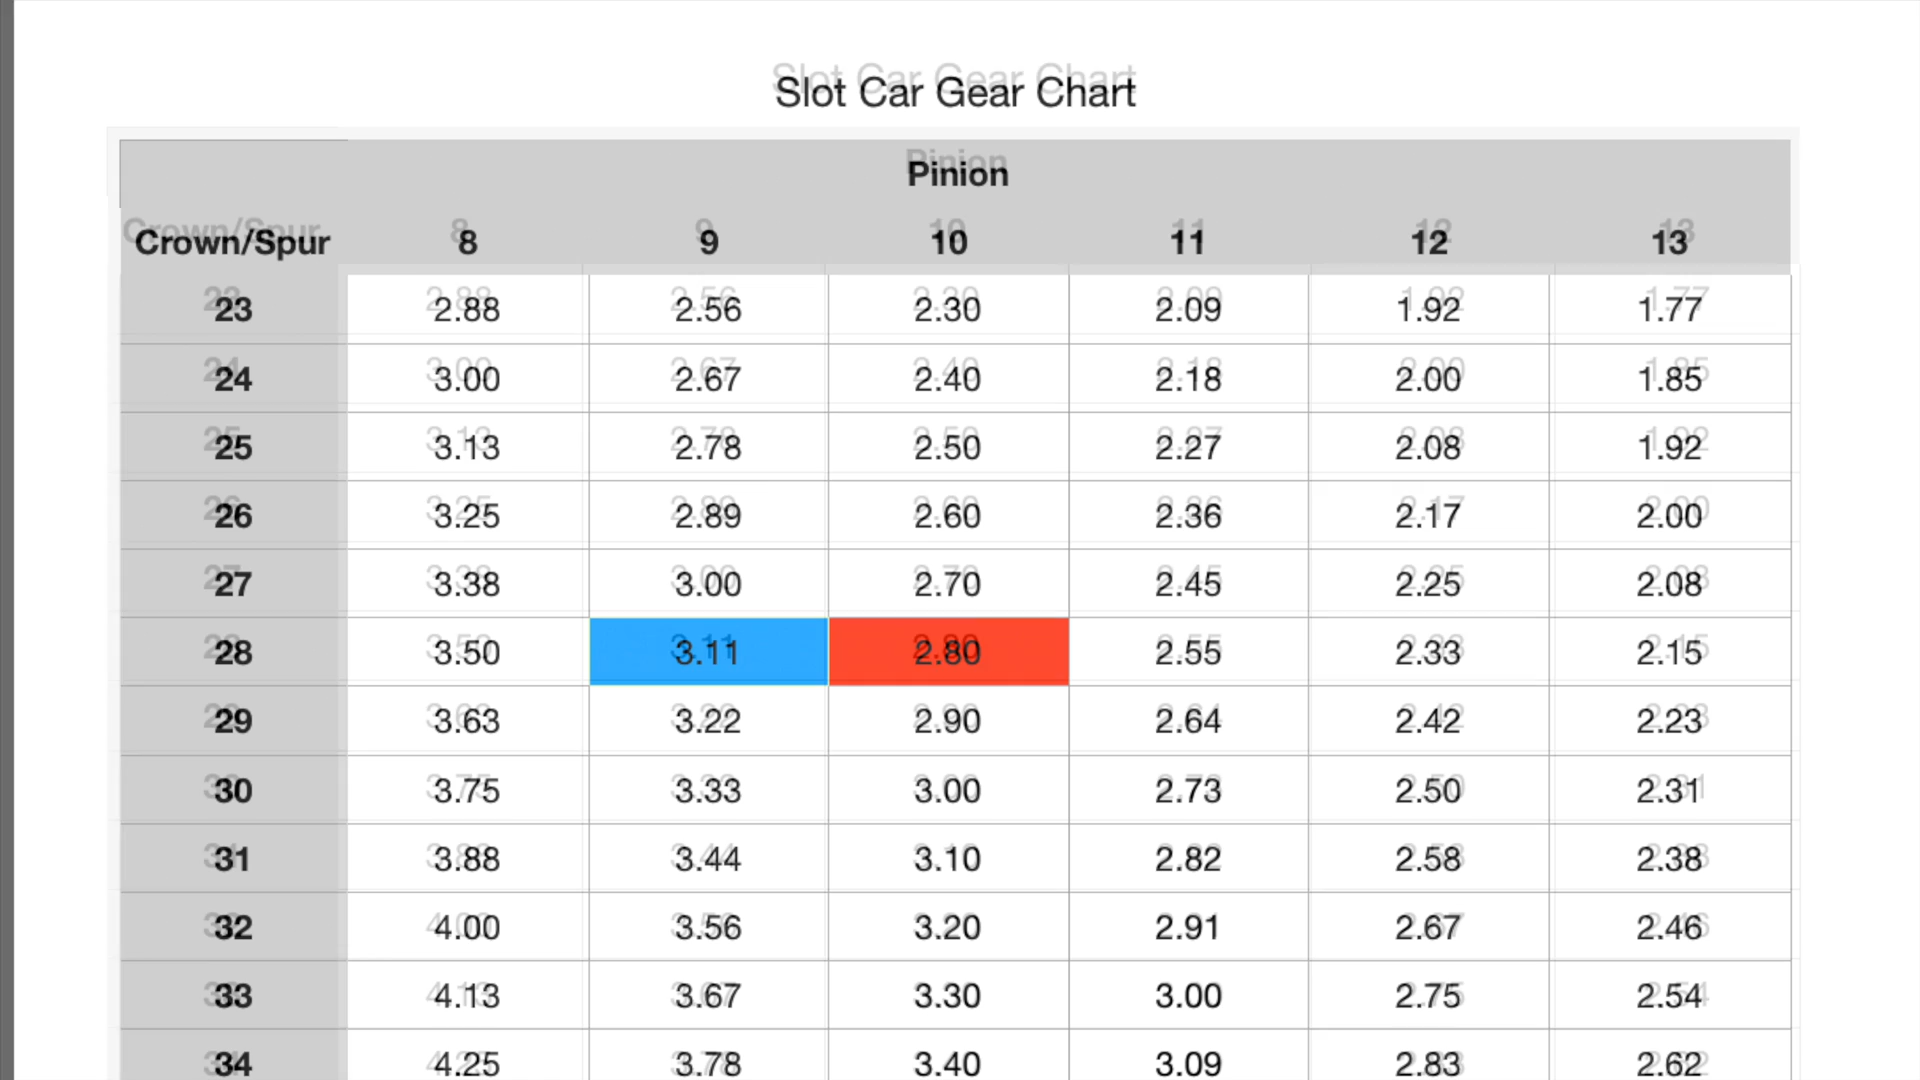 Slot Car Gear Chart
Pinion
Crown/Spur 8 9 10 11 12 13
23 2.88 2.56 2.30 2.09 1.92 1.77
24 3.00 2.67 2.40 2.18 2.00 1.85
25 3.13 2.78 2.50 2.27 2.08 1.92
26 3.25 2.89 2.60 2.36 2.17 2.00
27 3.38 3.00 2.70 2.45 2.25 2.08
28 3.50 3.11 2.80 2.55 2.33 2.15
29 3.63 3.22 2.90 2.64 2.42 2.23
30 3.75 3.33 3.00 2.73 2.50 2.31
31 3.88 3.44 3.10 2.82 2.58 2.38
32 4.00 3.56 3.20 2.91 2.67 2.46
33 4.13 3.67 3.30 3.00 2.75 2.54
34 4.25 3.78 3.40 3.09 2.83 2.62